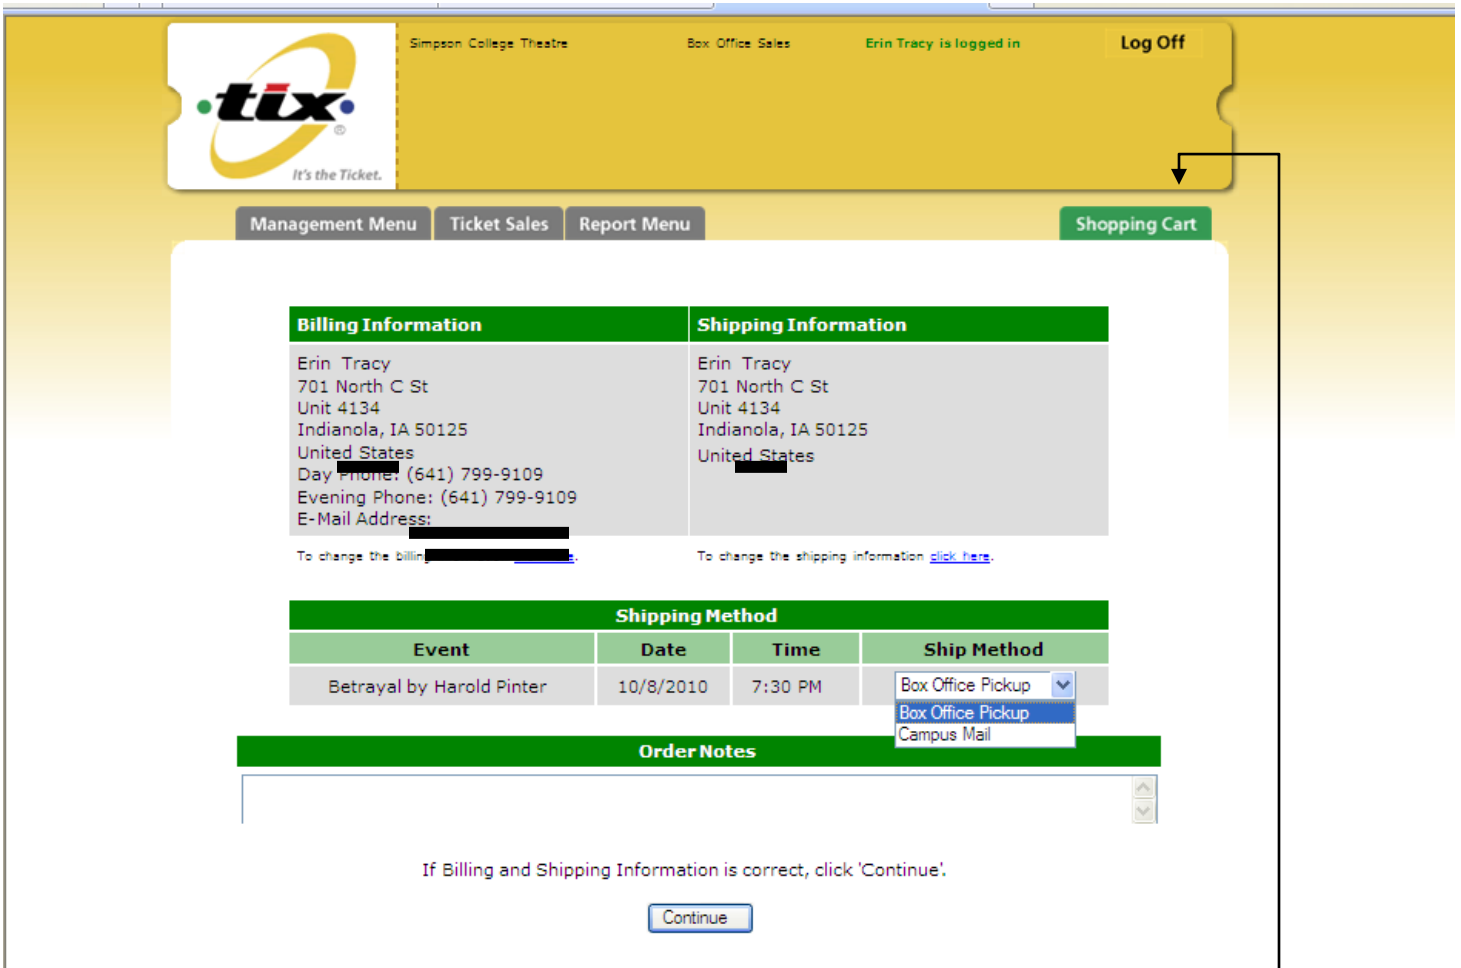 Simpson College Theatre Box Office Sales Erin Tracy is logged in Log Off
tix
®
It's the Ticket.
Management Menu Ticket Sales Report Menu Shopping Cart
Billing Information Shipping Information
Erin Tracy Erin Tracy
701 North C St 701 North C St
Unit 4134 Unit 4134
Indianola, IA 50125 Indianola, IA 50125
United States United States
Day Phone: (641) 799-9109
Evening Phone: (641) 799-9109
E-Mail Address:
To change the billing . To change the shipping information click here.
Shipping Method
Event Date Time Ship Method
Betrayal by Harold Pinter 10/8/2010 7:30 PM Box Office Pickup
Box Office Pickup
Campus Mail
Order Notes
If Billing and Shipping Information is correct, click 'Continue'.
Continue